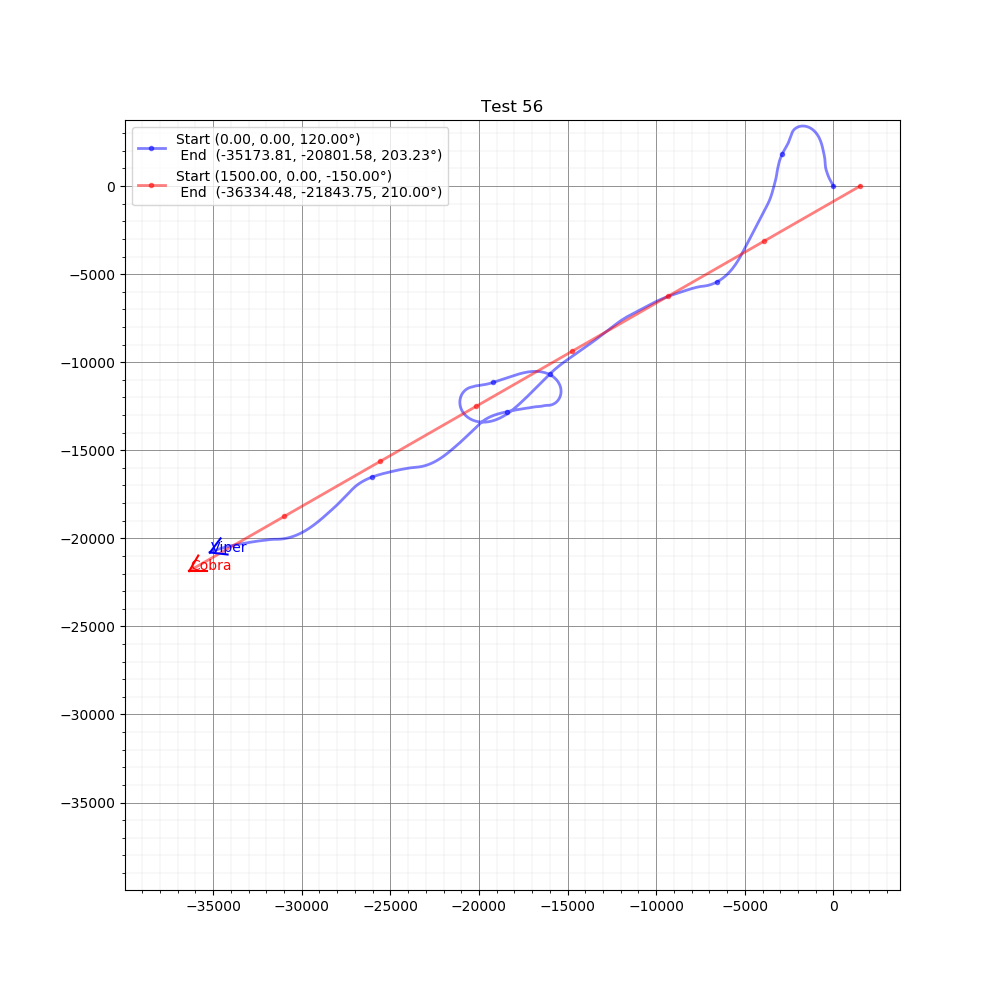 Test 56
Start (0.00, 0.00, 120.00°)
End  (-35173.81, -20801.58, 203.23°)
Start (1500.00, 0.00, -150.00°)
End  (-36334.48, -21843.75, 210.00°)
0
−5000
−10000
−15000
−20000
−25000
−30000
−35000
Viper
Cobra
−35000 −30000 −25000 −20000 −15000 −10000 −5000 0